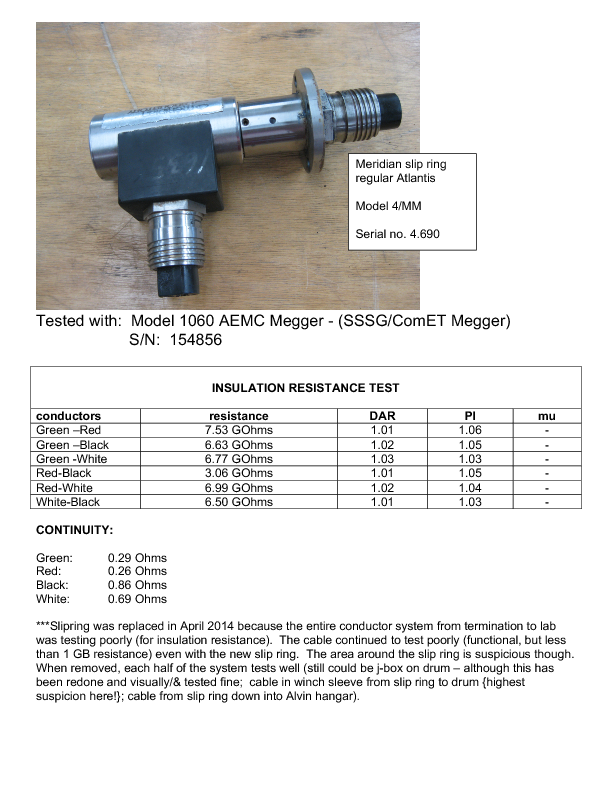 Meridian slip ring
regular Atlantis
Model 4/MM
Serial no. 4.690
Tested with:  Model 1060 AEMC Megger - (SSSG/ComET Megger)
S/N:  154856
INSULATION RESISTANCE TEST
conductors resistance DAR PI mu
Green –Red 7.53 GOhms 1.01 1.06 -
Green –Black 6.63 GOhms 1.02 1.05 -
Green -White 6.77 GOhms 1.03 1.03 -
Red-Black 3.06 GOhms 1.01 1.05 -
Red-White 6.99 GOhms 1.02 1.04 -
White-Black 6.50 GOhms 1.01 1.03 -
CONTINUITY:
Green: 0.29 Ohms
Red: 0.26 Ohms
Black: 0.86 Ohms
White: 0.69 Ohms
***Slipring was replaced in April 2014 because the entire conductor system from termination to lab
was testing poorly (for insulation resistance).  The cable continued to test poorly (functional, but less
than 1 GB resistance) even with the new slip ring.  The area around the slip ring is suspicious though.
When removed, each half of the system tests well (still could be j-box on drum – although this has
been redone and visually/& tested fine;  cable in winch sleeve from slip ring to drum {highest
suspicion here!}; cable from slip ring down into Alvin hangar).